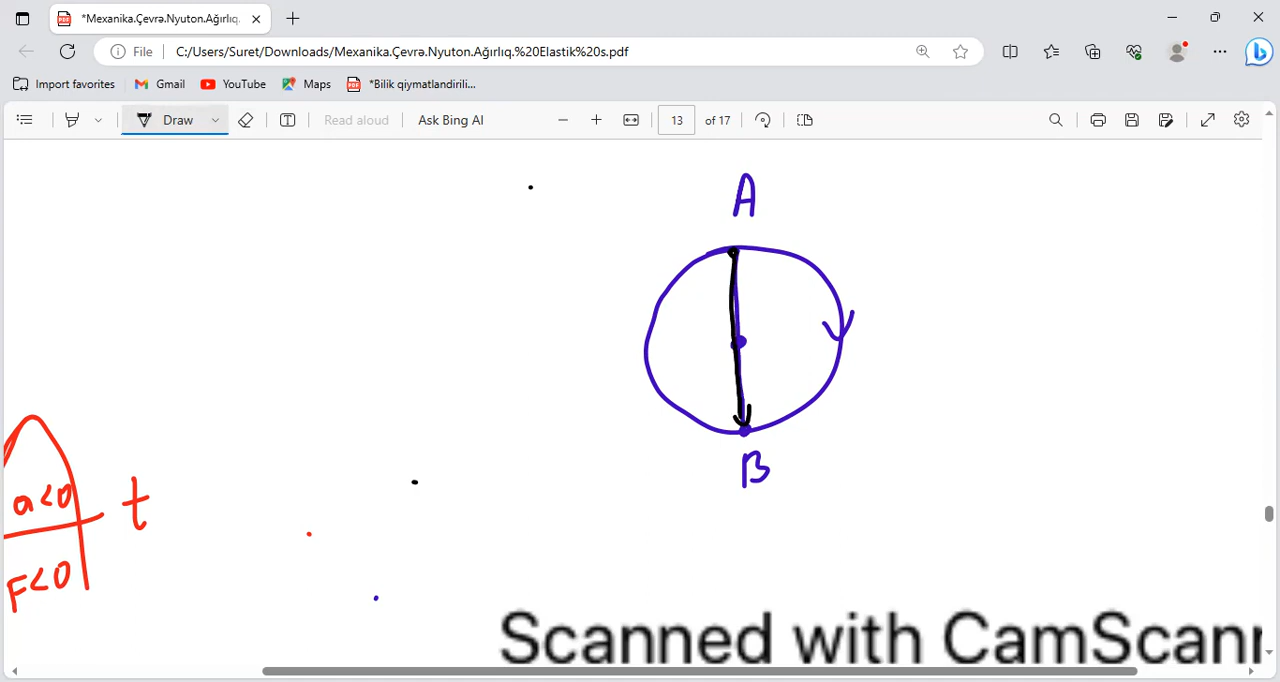 *Mexanika.Çevrə.Nyuton.Ağırlıq.
File
C:/Users/Suret/Downloads/Mexanika.Çevrə.Nyuton.Ağırlıq.%20Elastik%20s.pdf
Import favorites
Gmail
YouTube
Maps
*Bilik qiymatlandirili...
Draw
Read aloud
Ask Bing AI
13
of 17
A
B
a<0
t
F<0
Scanned with CamScann